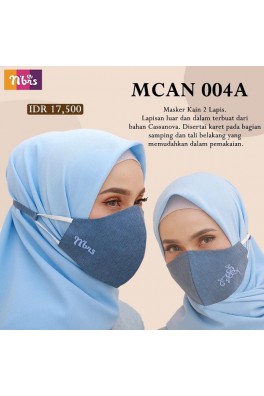 Nbrs
IDR 17,500
MCAN 004A
Masker Kain 2 Lapis.
Lapisan luar dan dalam terbuat dari
bahan Cassanova. Disertai karet pada bagian
samping dan tali belakang yang
memudahkan dalam pemakaian.
Nbrs